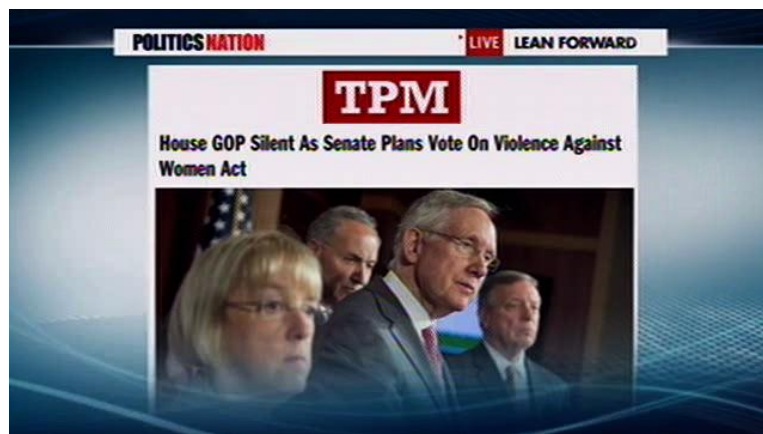 POLITICS NATION
LIVE LEAN FORWARD
TPM
House GOP Silent As Senate Plans Vote On Violence Against
Women Act